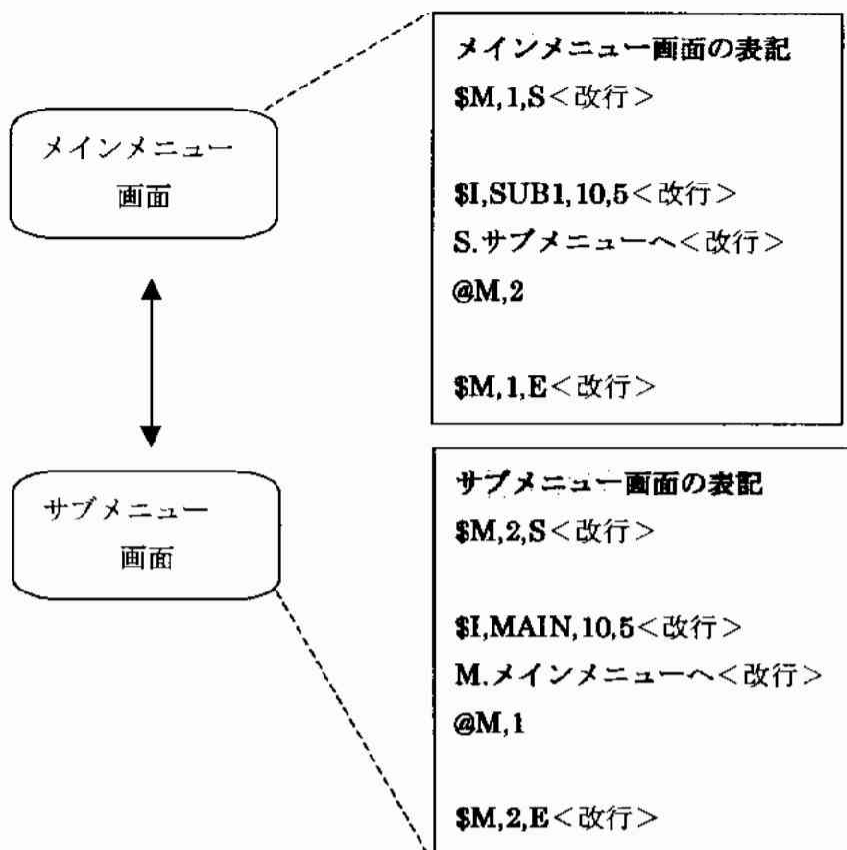 メインメニュー
画面
メインメニュー画面の表記
$M,1,S<改行>
$I,SUB1,10,5<改行>
S.サブメニューへ<改行>
@M,2
$M,1,E<改行>
サブメニュー
画面
サブメニュー画面の表記
$M,2,S<改行>
$I,MAIN,10,5<改行>
M.メインメニューへ<改行>
@M,1
$M,2,E<改行>